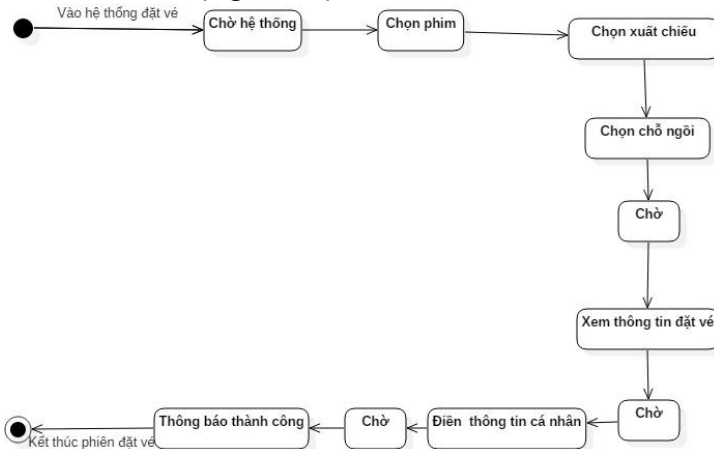 Vào hệ thống đặt vé
Chờ hệ thống
Chọn phim
Chọn xuất chiếu
Chọn chỗ ngồi
Chờ
Xem thông tin đặt vé
Chờ
Điền thông tin cá nhân
Chờ
Thông báo thành công
Kết thúc phiên đặt vé